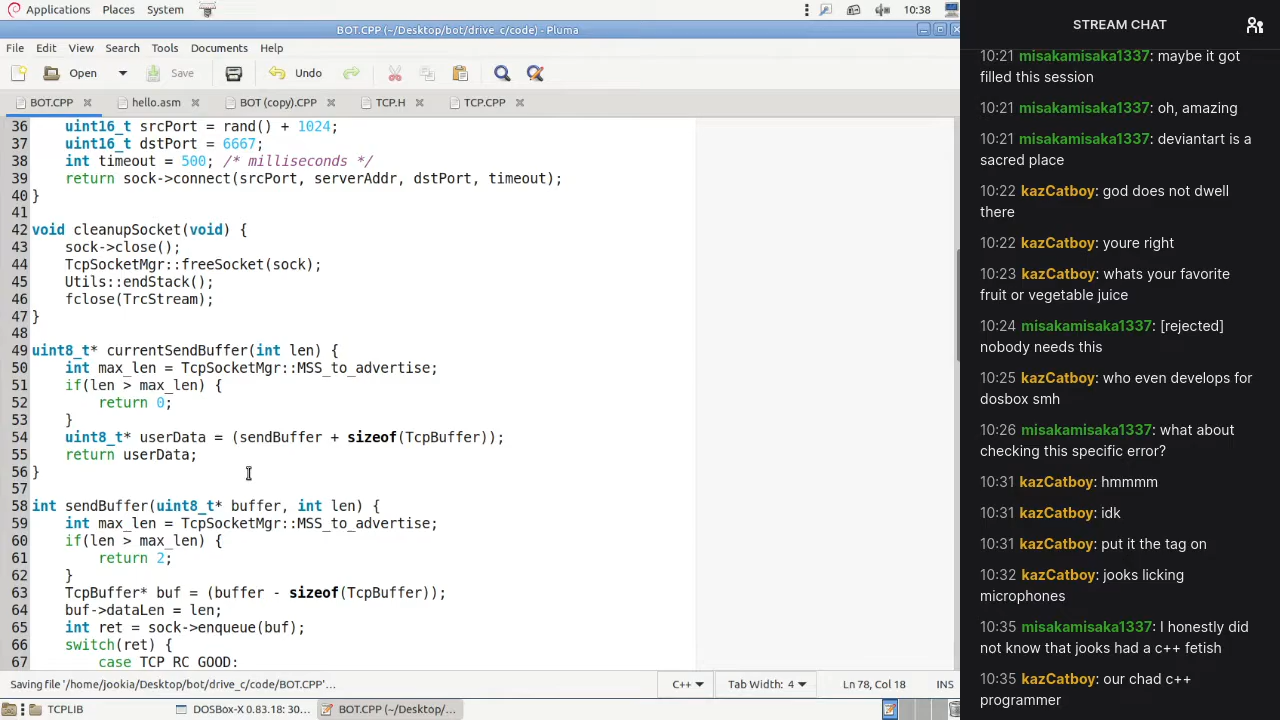 Applications Places System 10:38
BOT.CPP (~/Desktop/bot/drive_c/code) - Pluma
File Edit View Search Tools Documents Help
Open Save Undo
BOT.CPP hello.asm BOT (copy).CPP TCP.H TCP.CPP
36 uint16_t srcPort = rand() + 1024;
37 uint16_t dstPort = 6667;
38 int timeout = 500; /* milliseconds */
39 return sock->connect(srcPort, serverAddr, dstPort, timeout);
40 }
41
42 void cleanupSocket(void) {
43 sock->close();
44 TcpSocketMgr::freeSocket(sock);
45 Utils::endStack();
46 fclose(TrcStream);
47 }
48
49 uint8_t* currentSendBuffer(int len) {
50 int max_len = TcpSocketMgr::MSS_to_advertise;
51 if(len > max_len) {
52 return 0;
53 }
54 uint8_t* userData = (sendBuffer + sizeof(TcpBuffer));
55 return userData;
56 }
57
58 int sendBuffer(uint8_t* buffer, int len) {
59 int max_len = TcpSocketMgr::MSS_to_advertise;
60 if(len > max_len) {
61 return 2;
62 }
63 TcpBuffer* buf = (buffer - sizeof(TcpBuffer));
64 buf->dataLen = len;
65 int ret = sock->enqueue(buf);
66 switch(ret) {
67 case TCP_RC_GOOD:
Saving file '/home/jookia/Desktop/bot/drive_c/code/BOT.CPP'... C++ Tab Width: 4 Ln 78, Col 18 INS
TCPLIB DOSBox-X 0.83.18: 30... BOT.CPP (~/Desktop/...
STREAM CHAT
10:21 misakamisaka1337: maybe it got
filled this session
10:21 misakamisaka1337: oh, amazing
10:21 misakamisaka1337: deviantart is a
sacred place
10:22 kazCatboy: god does not dwell
there
10:22 kazCatboy: youre right
10:23 kazCatboy: whats your favorite
fruit or vegetable juice
10:24 misakamisaka1337: [rejected]
nobody needs this
10:25 kazCatboy: who even develops for
dosbox smh
10:26 misakamisaka1337: what about
checking this specific error?
10:31 kazCatboy: hmmmm
10:31 kazCatboy: idk
10:31 kazCatboy: put it the tag on
10:32 kazCatboy: jooks licking
microphones
10:35 misakamisaka1337: I honestly did
not know that jooks had a c++ fetish
10:35 kazCatboy: our chad c++
programmer